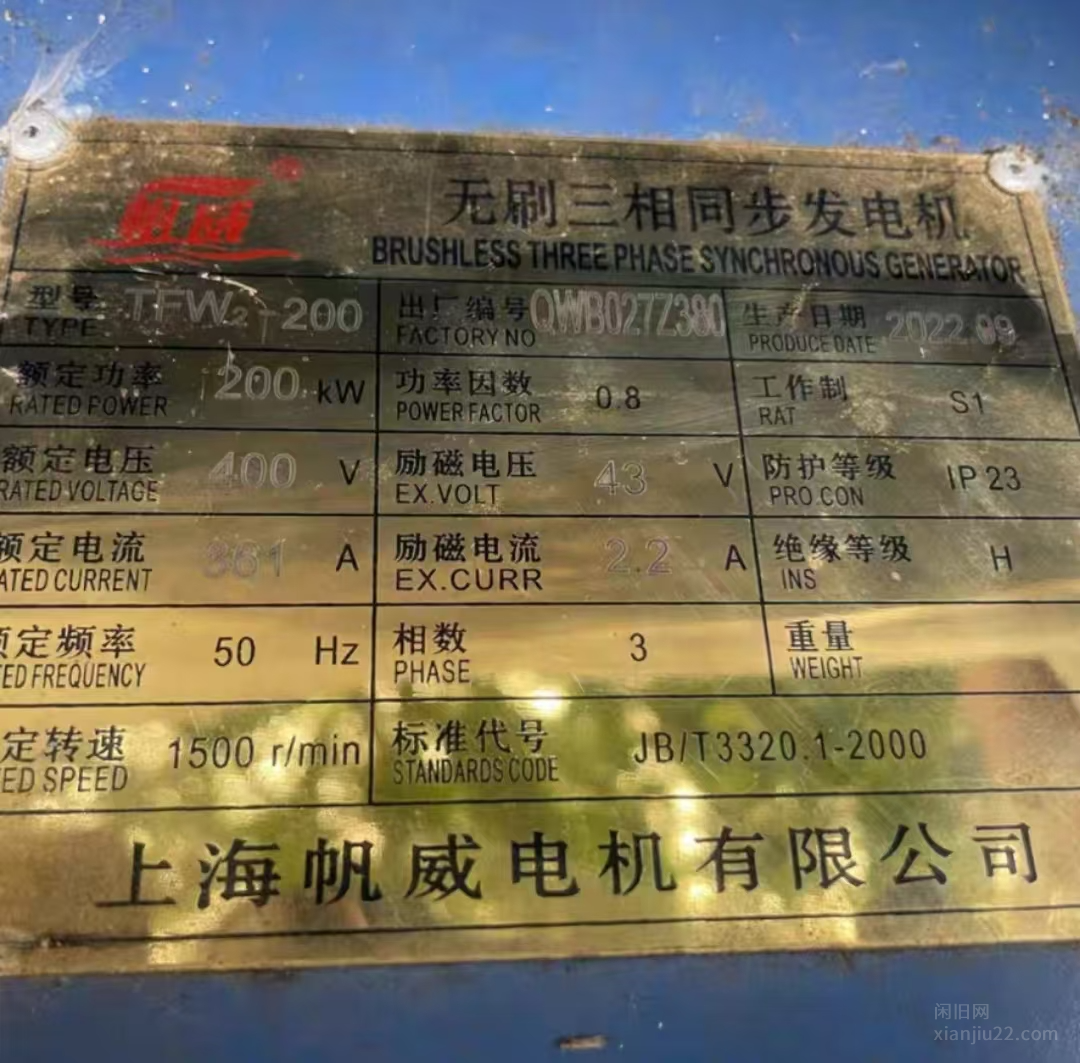 帆威 ®
无刷三相同步发电机
BRUSHLESS THREE PHASE SYNCHRONOUS GENERATOR
型号 TFW2-200 出厂编号 QWB027Z380 生产日期 2022.09
TYPE FACTORY NO PRODUCE DATE
额定功率 200 kW 功率因数 0.8 工作制 S1
RATED POWER POWER FACTOR RAT
额定电压 400 V 励磁电压 43 V 防护等级 IP 23
RATED VOLTAGE EX.VOLT PRO.CON
额定电流 361 A 励磁电流 2.2 A 绝缘等级 H
ATED CURRENT EX.CURR INS
定频率 50 Hz 相数 3 重量
ED FREQUENCY PHASE WEIGHT
定转速 1500 r/min 标准代号 JB/T3320.1-2000
ED SPEED STANDARDS CODE
上海帆威电机有限公司
闲旧网
xianjiu22.com